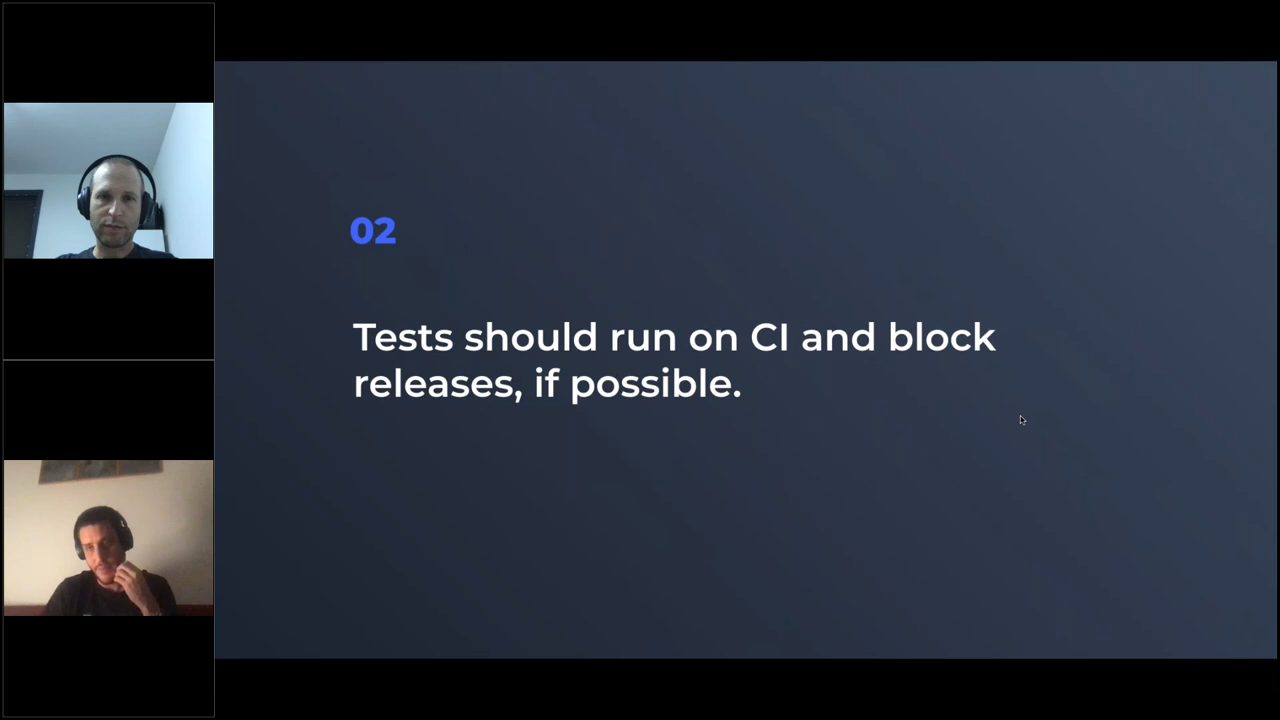 02
Tests should run on CI and block
releases, if possible.